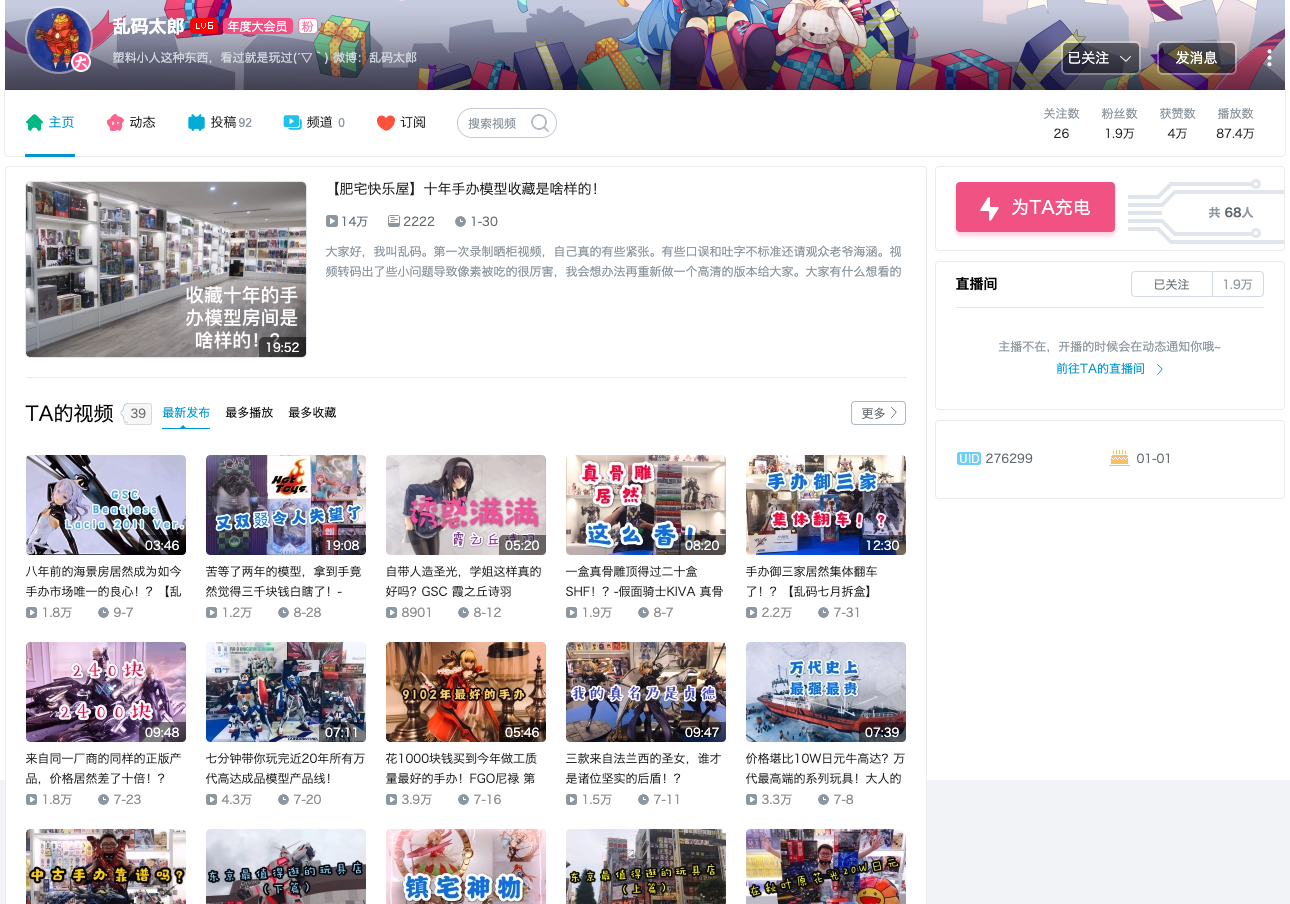 乱码太郎 LV6 年度大会员 粉
大
塑料小人这种东西，看过就是玩过('▽｀) 微博：乱码太郎
已关注
发消息
主页
动态
投稿 92
频道 0
订阅
搜索视频
关注数 粉丝数 获赞数 播放数
26 1.9万 4万 87.4万
收藏十年的手
办模型房间是
啥样的！？
19:52
【肥宅快乐屋】十年手办模型收藏是啥样的！
14万 2222 1-30
大家好，我叫乱码。第一次录制晒柜视频，自己真的有些紧张。有些口误和吐字不标准还请观众老爷海涵。视
频转码出了些小问题导致像素被吃的很厉害，我会想办法再重新做一个高清的版本给大家。大家有什么想看的
为TA充电
共 68人
直播间
已关注 1.9万
主播不在，开播的时候会在动态通知你哦~
前往TA的直播间
UID 276299
01-01
TA的视频 39 最新发布 最多播放 最多收藏
更多
GSC
Beatless
Lacia 2011 Ver.
03:46
八年前的海景房居然成为如今
手办市场唯一的良心！？【乱
1.8万 9-7
Hot Toys
又双叒令人失望了
19:08
苦等了两年的模型，拿到手竟
然觉得三千块钱白瞎了！-
1.2万 8-28
诱惑满满
霞之丘诗羽
05:20
自带人造圣光，学姐这样真的
好吗？GSC 霞之丘诗羽
8901 8-12
真骨雕
居然
这么香！
08:20
一盒真骨雕顶得过二十盒
SHF！？-假面骑士KIVA 真骨
1.9万 8-7
手办御三家
集体翻车！？
12:30
手办御三家居然集体翻车
了！？【乱码七月拆盒】
2.2万 7-31
240块
2400块
09:48
来自同一厂商的同样的正版产
品，价格居然差了十倍！？
1.8万 7-23
07:11
七分钟带你玩完近20年所有万
代高达成品模型产品线！
4.3万 7-20
9102年最好的手办
05:46
花1000块钱买到今年做工质
量最好的手办！FGO尼禄 第
3.9万 7-16
我的真名乃是贞德
09:47
三款来自法兰西的圣女，谁才
是诸位坚实的后盾！？
1.5万 7-11
万代史上
最强最贵
07:39
价格堪比10W日元牛高达？万
代最高端的系列玩具！大人的
3.3万 7-8
中古手办靠谱吗？
东京最值得逛的玩具店
（下篇）
镇宅神物
东京最值得逛的玩具店
（上篇）
在秋叶原花光20W日元